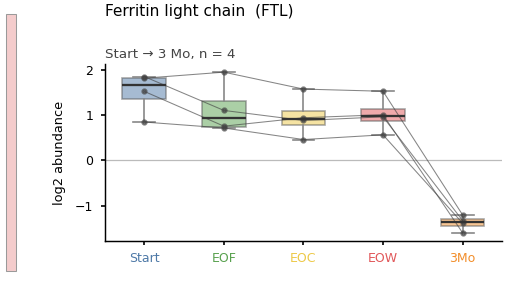 Ferritin light chain  (FTL)
Start → 3 Mo, n = 4
log2 abundance
2
1
0
−1
Start EOF EOC EOW 3Mo